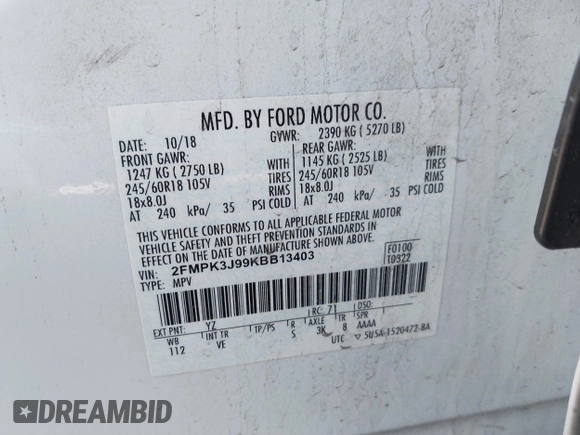 MFD. BY FORD MOTOR CO.
DATE: 10/18 GVWR: 2390 KG ( 5270 LB)
FRONT GAWR: REAR GAWR:
1247 KG ( 2750 LB) WITH 1145 KG ( 2525 LB) WITH
245/60R18 105V TIRES 245/60R18 105V TIRES
18x8.0J RIMS 18x8.0J RIMS
AT 240 kPa/ 35 PSI COLD AT 240 kPa/ 35 PSI COLD
THIS VEHICLE CONFORMS TO ALL APPLICABLE FEDERAL MOTOR
VEHICLE SAFETY AND THEFT PREVENTION STANDARDS IN
EFFECT ON THE DATE OF MANUFACTURE SHOWN ABOVE.
VIN: 2FMPK3J99KBB13403 F0100
TYPE: MPV T0322
EXT PNT: YZ RC: 71 DSO:
WB INT TR TP/PS R AXLE TR SPR
112 VE S 3K 8 AAAA
UTC ▽ 5U5A-1520472-BA
DREAMBID